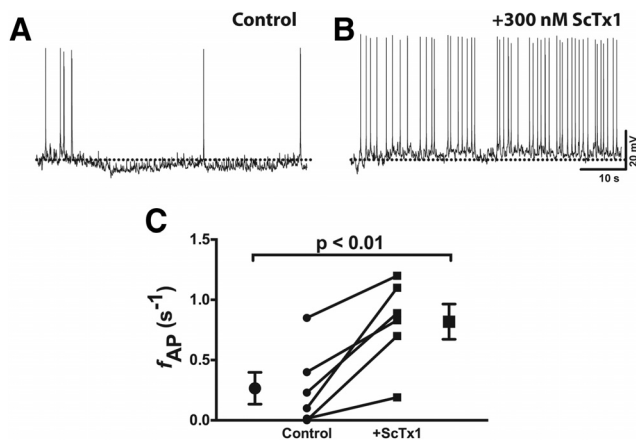 A
Control
B
+300 nM ScTx1
20 mV
10 s
C
p < 0.01
1.5
1.0
0.5
0.0
fAP (s-1)
Control
+ScTx1